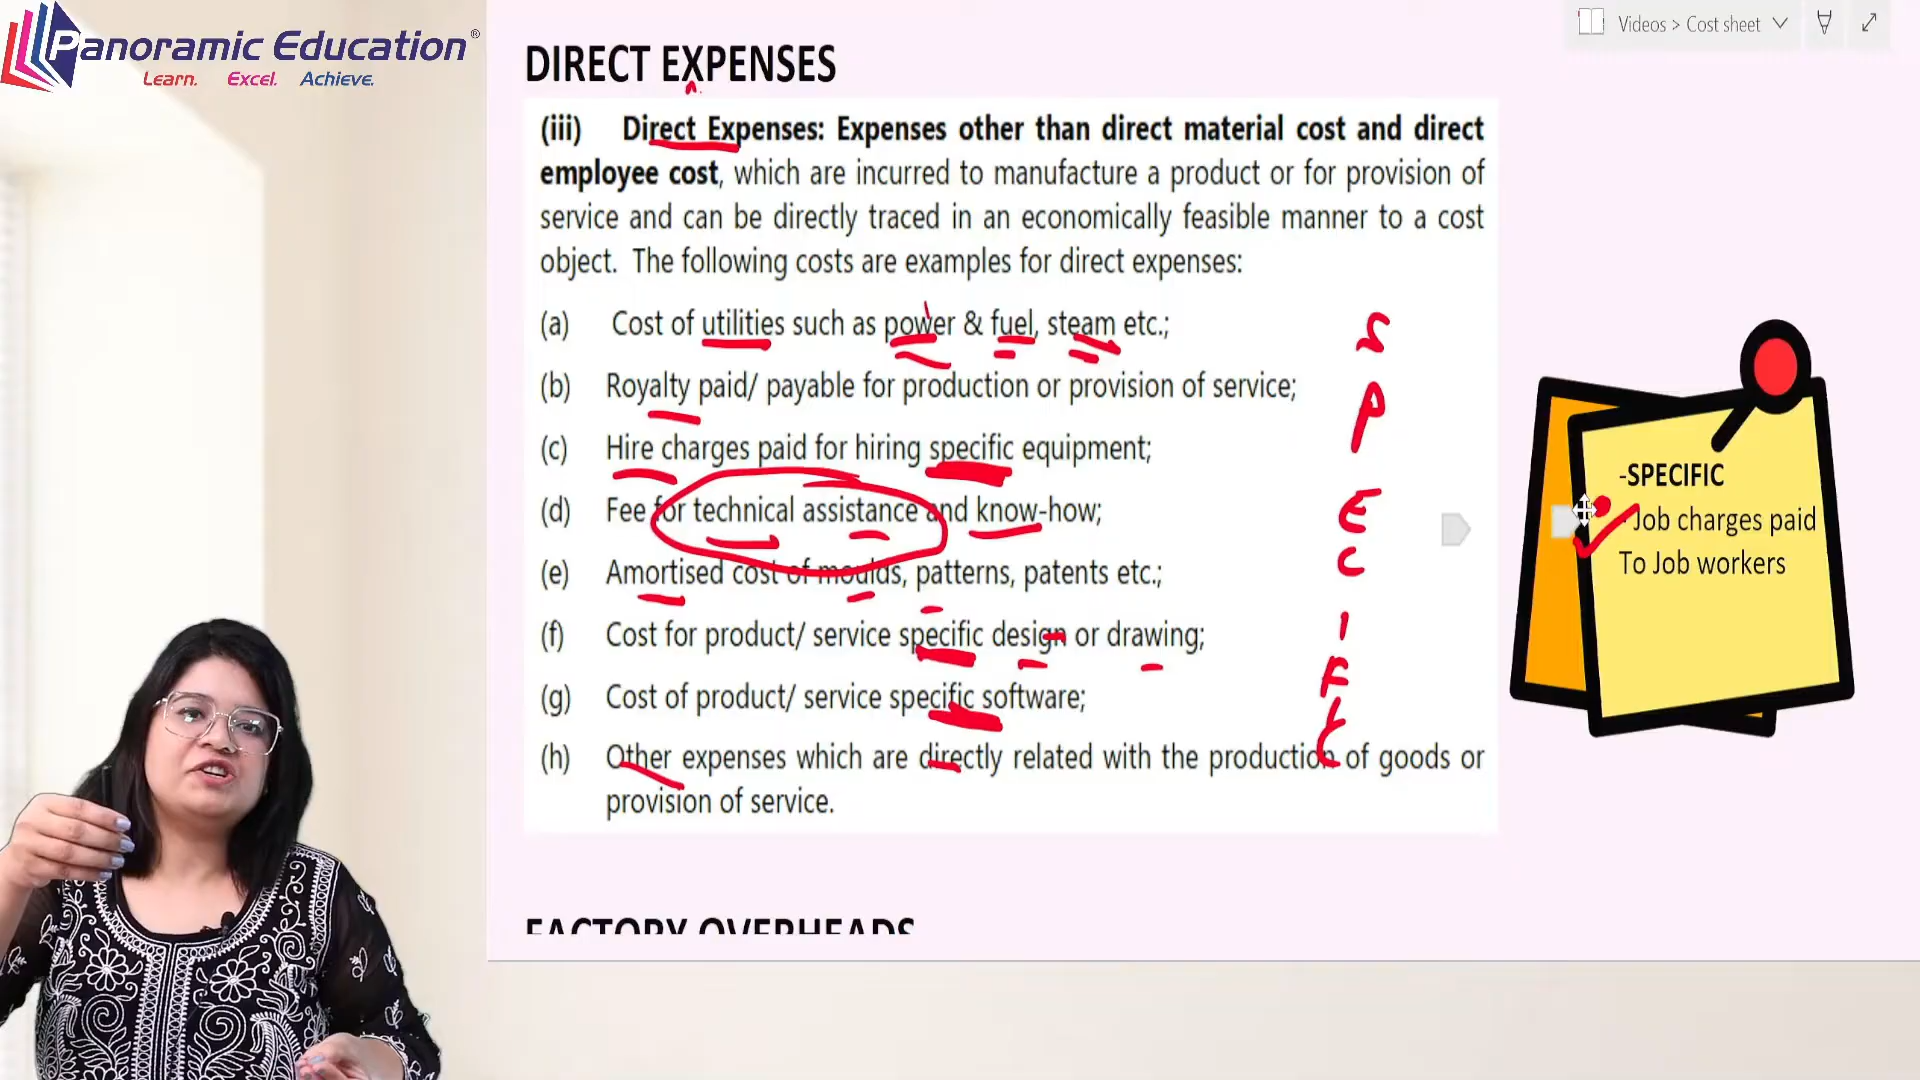 Panoramic Education®
Learn. Excel. Achieve.
Videos > Cost sheet
DIRECT EXPENSES
(iii) Direct Expenses: Expenses other than direct material cost and direct
employee cost, which are incurred to manufacture a product or for provision of
service and can be directly traced in an economically feasible manner to a cost
object. The following costs are examples for direct expenses:
(a) Cost of utilities such as power & fuel, steam etc.;
(b) Royalty paid/ payable for production or provision of service;
(c) Hire charges paid for hiring specific equipment;
(d) Fee for technical assistance and know-how;
(e) Amortised cost of moulds, patterns, patents etc.;
(f) Cost for product/ service specific design or drawing;
(g) Cost of product/ service specific software;
(h) Other expenses which are directly related with the production of goods or
provision of service.
S
P
E
C
I
F
I
C
-SPECIFIC
-Job charges paid
To Job workers
FACTORY OVERHEADS